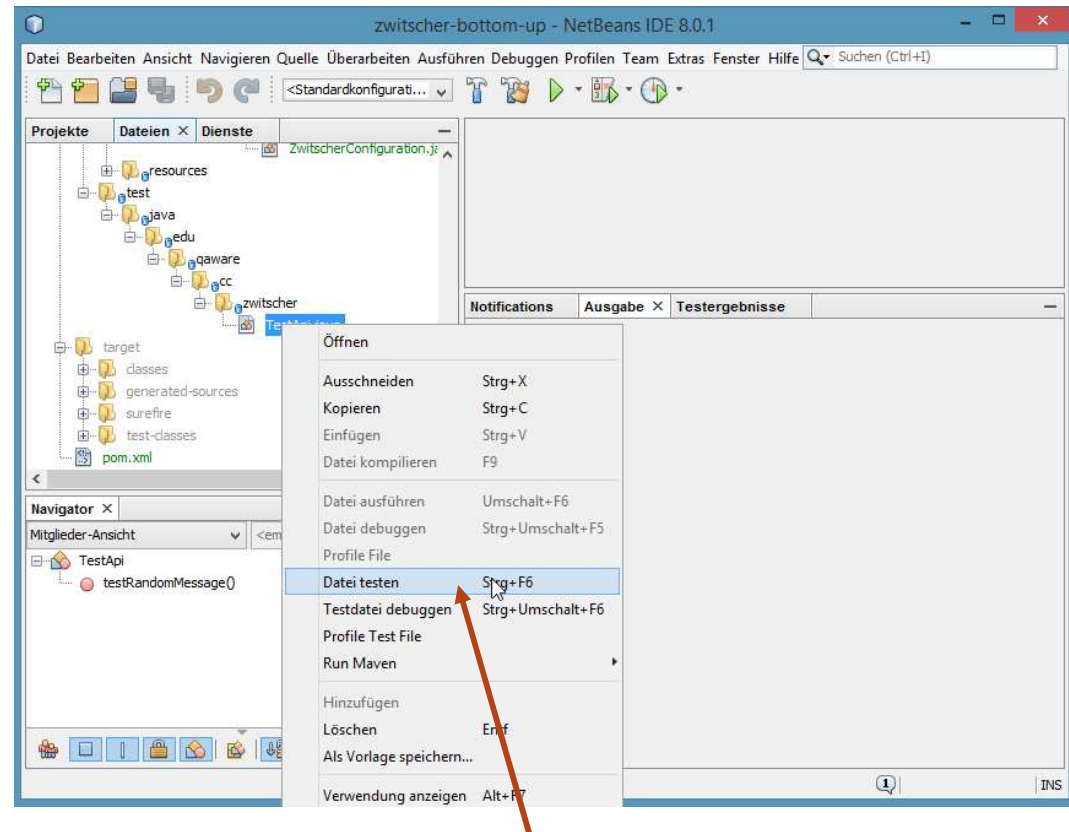 zwitscher-bottom-up - NetBeans IDE 8.0.1
Datei Bearbeiten Ansicht Navigieren Quelle Überarbeiten Ausführen Debuggen Profilen Team Extras Fenster Hilfe Suchen (Ctrl+I)
<Standardkonfigurati...
Projekte Dateien Dienste
ZwitscherConfiguration.ja
resources
test
java
edu
qaware
cc
zwitscher
TestApi.java
target
classes
generated-sources
surefire
test-classes
pom.xml
Notifications Ausgabe Testergebnisse
Navigator
Mitglieder-Ansicht <em
TestApi
testRandomMessage()
Öffnen
Ausschneiden Strg+X
Kopieren Strg+C
Einfügen Strg+V
Datei kompilieren F9
Datei ausführen Umschalt+F6
Datei debuggen Strg+Umschalt+F5
Profile File
Datei testen Strg+F6
Testdatei debuggen Strg+Umschalt+F6
Profile Test File
Run Maven
Hinzufügen
Löschen Entf
Als Vorlage speichern...
Verwendung anzeigen Alt+F7
1 INS